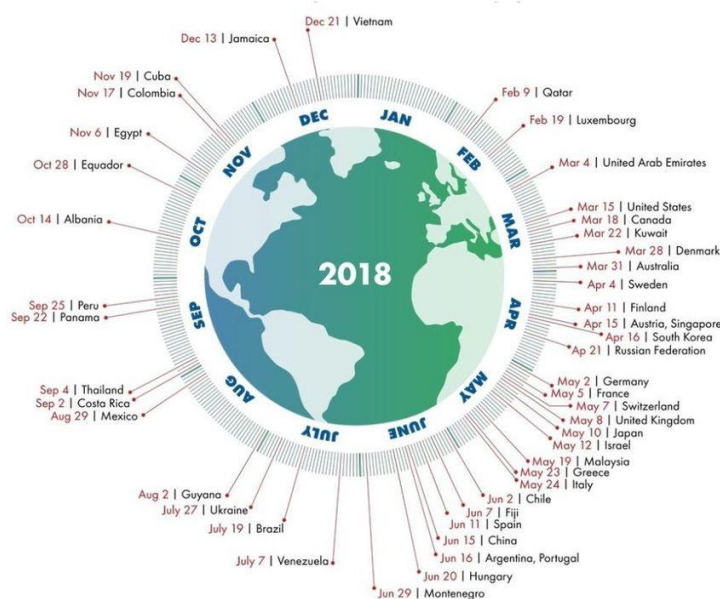 Dec 21 | Vietnam
Dec 13 | Jamaica
Nov 19 | Cuba
Nov 17 | Colombia
Nov 6 | Egypt
Oct 28 | Equador
Oct 14 | Albania
Sep 25 | Peru
Sep 22 | Panama
Sep 4 | Thailand
Sep 2 | Costa Rica
Aug 29 | Mexico
Aug 2 | Guyana
July 27 | Ukraine
July 19 | Brazil
July 7 | Venezuela
Feb 9 | Qatar
Feb 19 | Luxembourg
Mar 4 | United Arab Emirates
Mar 15 | United States
Mar 18 | Canada
Mar 22 | Kuwait
Mar 28 | Denmark
Mar 31 | Australia
Apr 4 | Sweden
Apr 11 | Finland
Apr 15 | Austria, Singapore
Apr 16 | South Korea
Ap 21 | Russian Federation
May 2 | Germany
May 5 | France
May 7 | Switzerland
May 8 | United Kingdom
May 10 | Japan
May 12 | Israel
May 19 | Malaysia
May 23 | Greece
May 24 | Italy
Jun 2 | Chile
Jun 7 | Fiji
Jun 11 | Spain
Jun 15 | China
Jun 16 | Argentina, Portugal
Jun 20 | Hungary
Jun 29 | Montenegro
JAN
FEB
MAR
APR
MAY
JUNE
JULY
AUG
SEP
OCT
NOV
DEC
2018